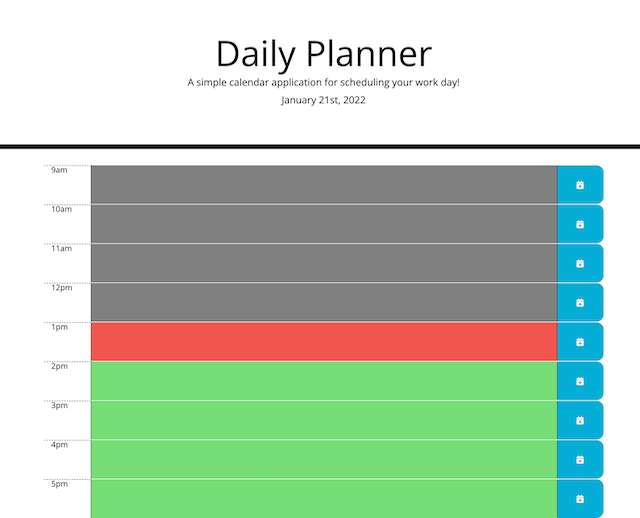 Daily Planner
A simple calendar application for scheduling your work day!
January 21st, 2022
9am
10am
11am
12pm
1pm
2pm
3pm
4pm
5pm